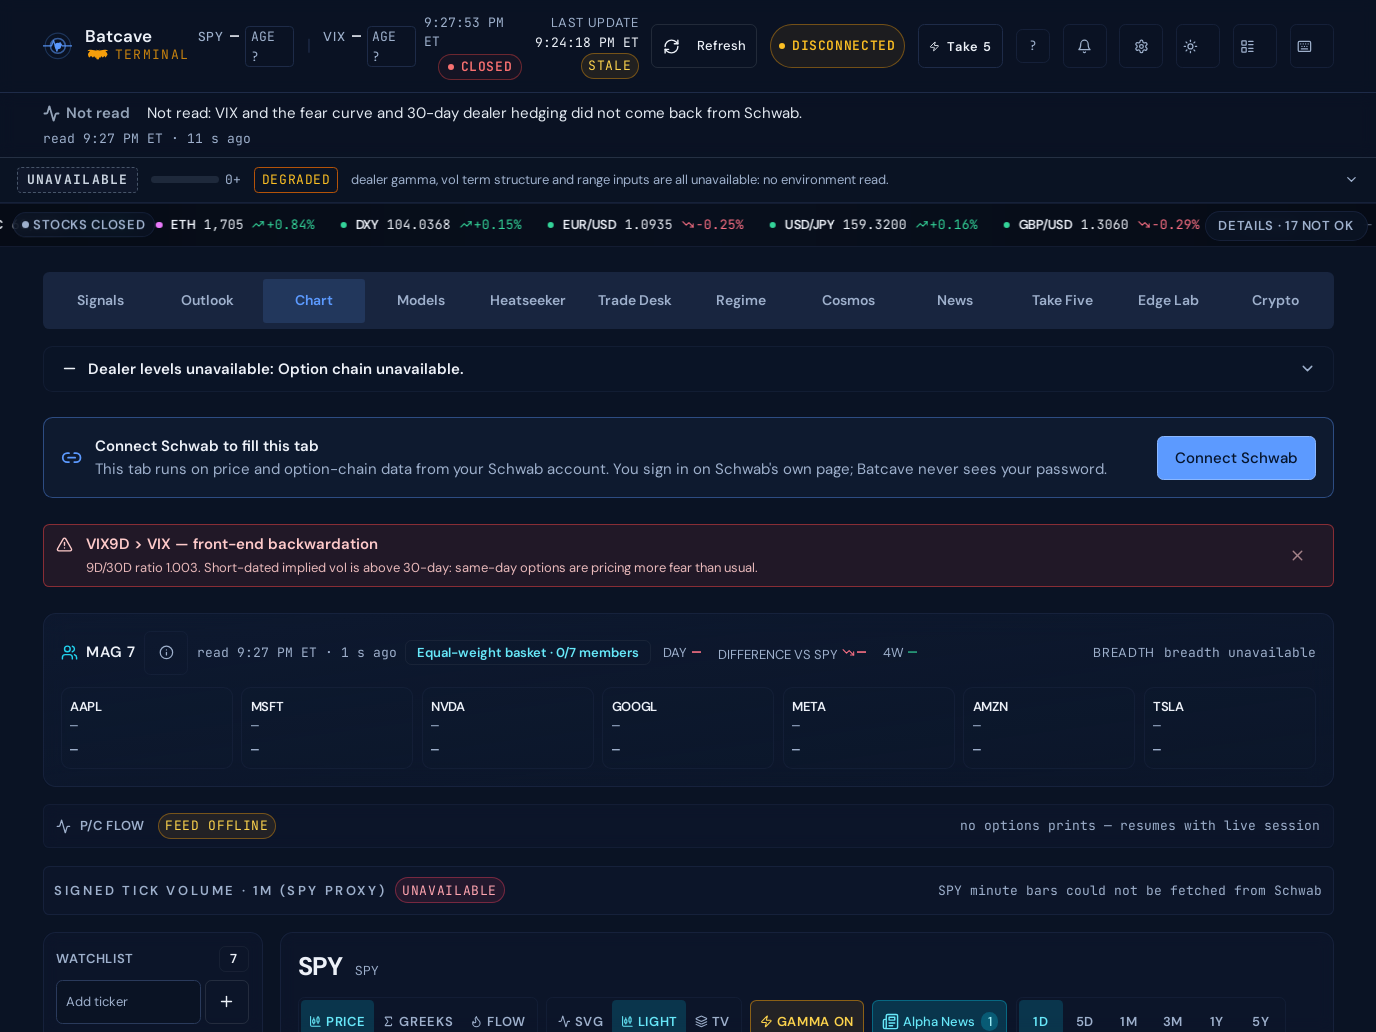 Batcave
TERMINAL
SPY — AGE ?
VIX — AGE ?
9:27:53 PM ET
CLOSED
LAST UPDATE
9:24:18 PM ET
STALE
Refresh
DISCONNECTED
Take 5
?
Not read Not read: VIX and the fear curve and 30-day dealer hedging did not come back from Schwab.
read 9:27 PM ET · 11 s ago
UNAVAILABLE 0+ DEGRADED dealer gamma, vol term structure and range inputs are all unavailable: no environment read.
STOCKS CLOSED ETH 1,705 +0.84% DXY 104.0368 +0.15% EUR/USD 1.0935 -0.25% USD/JPY 159.3200 +0.16% GBP/USD 1.3060 -0.29% DETAILS · 17 NOT OK
Signals Outlook Chart Models Heatseeker Trade Desk Regime Cosmos News Take Five Edge Lab Crypto
— Dealer levels unavailable: Option chain unavailable.
Connect Schwab to fill this tab
This tab runs on price and option-chain data from your Schwab account. You sign in on Schwab's own page; Batcave never sees your password.
Connect Schwab
VIX9D > VIX — front-end backwardation
9D/30D ratio 1.003. Short-dated implied vol is above 30-day: same-day options are pricing more fear than usual.
MAG 7 read 9:27 PM ET · 1 s ago Equal-weight basket · 0/7 members DAY — DIFFERENCE VS SPY — 4W — BREADTH breadth unavailable
AAPL MSFT NVDA GOOGL META AMZN TSLA
— — — — — — —
— — — — — — —
P/C FLOW FEED OFFLINE no options prints — resumes with live session
SIGNED TICK VOLUME · 1M (SPY PROXY) UNAVAILABLE SPY minute bars could not be fetched from Schwab
WATCHLIST 7
Add ticker +
SPY SPY
PRICE GREEKS FLOW SVG LIGHT TV GAMMA ON Alpha News 1 1D 5D 1M 3M 1Y 5Y